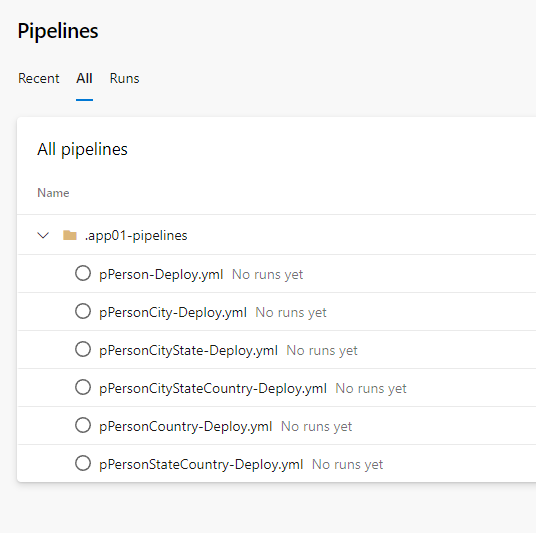 Pipelines
Recent All Runs
All pipelines
Name
.app01-pipelines
pPerson-Deploy.yml No runs yet
pPersonCity-Deploy.yml No runs yet
pPersonCityState-Deploy.yml No runs yet
pPersonCityStateCountry-Deploy.yml No runs yet
pPersonCountry-Deploy.yml No runs yet
pPersonStateCountry-Deploy.yml No runs yet